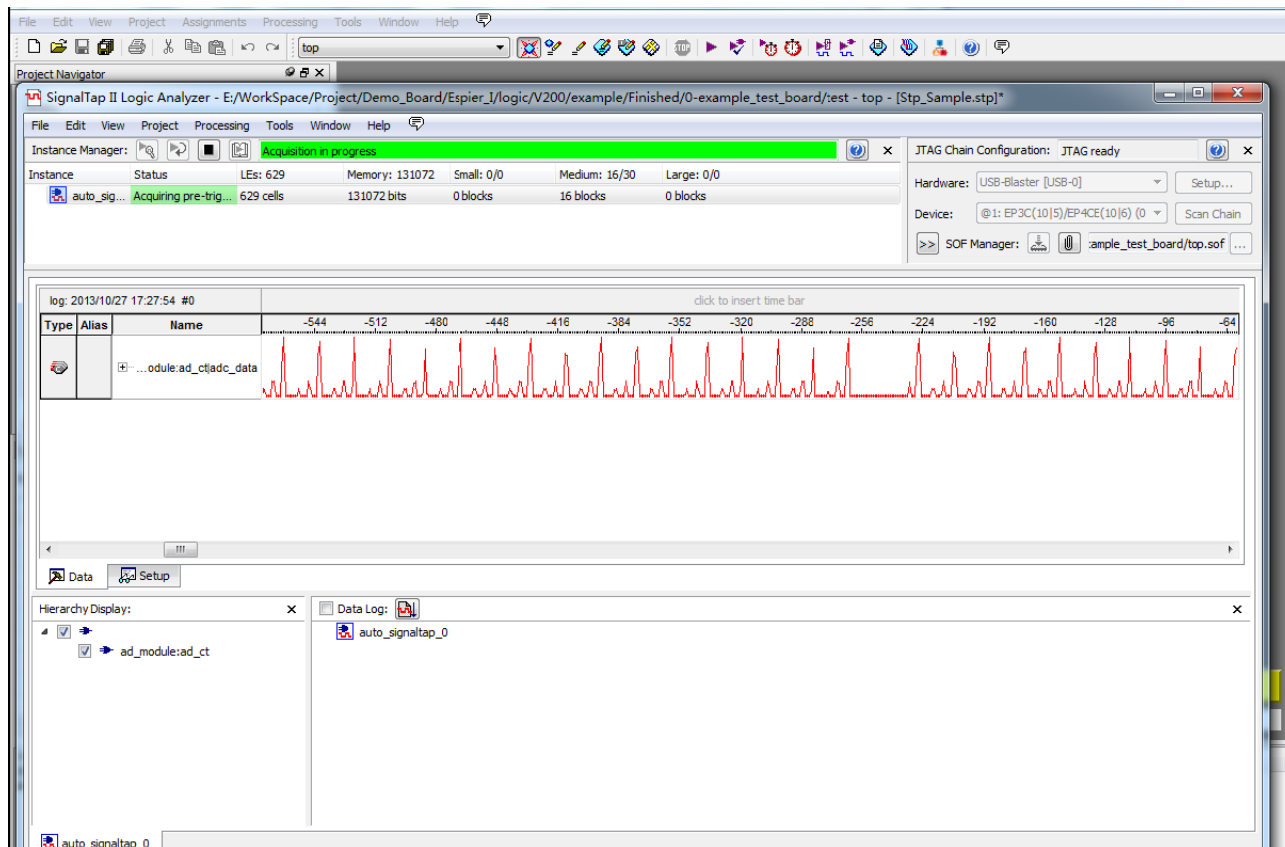 File Edit View Project Assignments Processing Tools Window Help
top
Project Navigator
SignalTap II Logic Analyzer - E:/WorkSpace/Project/Demo_Board/Espier_I/logic/V200/example/Finished/0-example_test_board/test - top - [Stp_Sample.stp]*
File Edit View Project Processing Tools Window Help
Instance Manager: Acquisition in progress
JTAG Chain Configuration: JTAG ready
Instance Status LEs: 629 Memory: 131072 Small: 0/0 Medium: 16/30 Large: 0/0
auto_sig... Acquiring pre-trig... 629 cells 131072 bits 0 blocks 16 blocks 0 blocks
Hardware: USB-Blaster [USB-0] Setup...
Device: @1: EP3C(10|5)/EP4CE(10|6) (0 Scan Chain
>> SOF Manager: ample_test_board/top.sof ...
log: 2013/10/27 17:27:54 #0 click to insert time bar
Type Alias Name -544 -512 -480 -448 -416 -384 -352 -320 -288 -256 -224 -192 -160 -128 -96 -64
...odule:ad_ct|adc_data
Data Setup
Hierarchy Display: Data Log:
auto_signaltap_0
ad_module:ad_ct
auto_signaltap_0